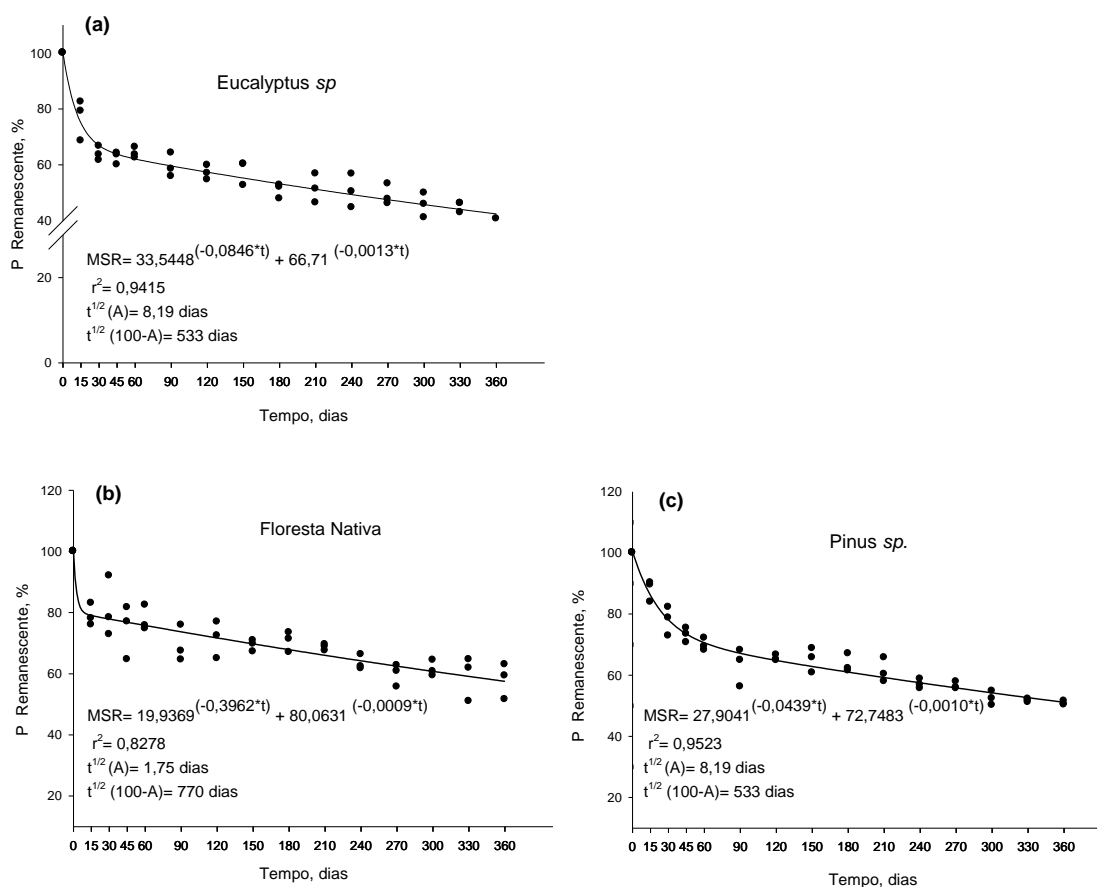 (a)
Eucalyptus sp
P Remanescente, %
100
80
60
40
20
0
MSR= 33,5448(-0,0846*t) + 66,71 (-0,0013*t)
r2= 0,9415
t1/2 (A)= 8,19 dias
t1/2 (100-A)= 533 dias
0 15 30 45 60 90 120 150 180 210 240 270 300 330 360
Tempo, dias
(b)
Floresta Nativa
P Remanescente, %
120
100
80
60
40
20
MSR= 19,9369(-0,3962*t) + 80,0631 (-0,0009*t)
r2= 0,8278
t1/2 (A)= 1,75 dias
t1/2 (100-A)= 770 dias
0 15 30 45 60 90 120 150 180 210 240 270 300 330 360
Tempo, dias
(c)
Pinus sp.
P Remanescente, %
120
100
80
60
40
20
MSR= 27,9041(-0,0439*t) + 72,7483 (-0,0010*t)
r2= 0,9523
t1/2 (A)= 8,19 dias
t1/2 (100-A)= 533 dias
0 15 30 45 60 90 120 150 180 210 240 270 300 330 360
Tempo, dias